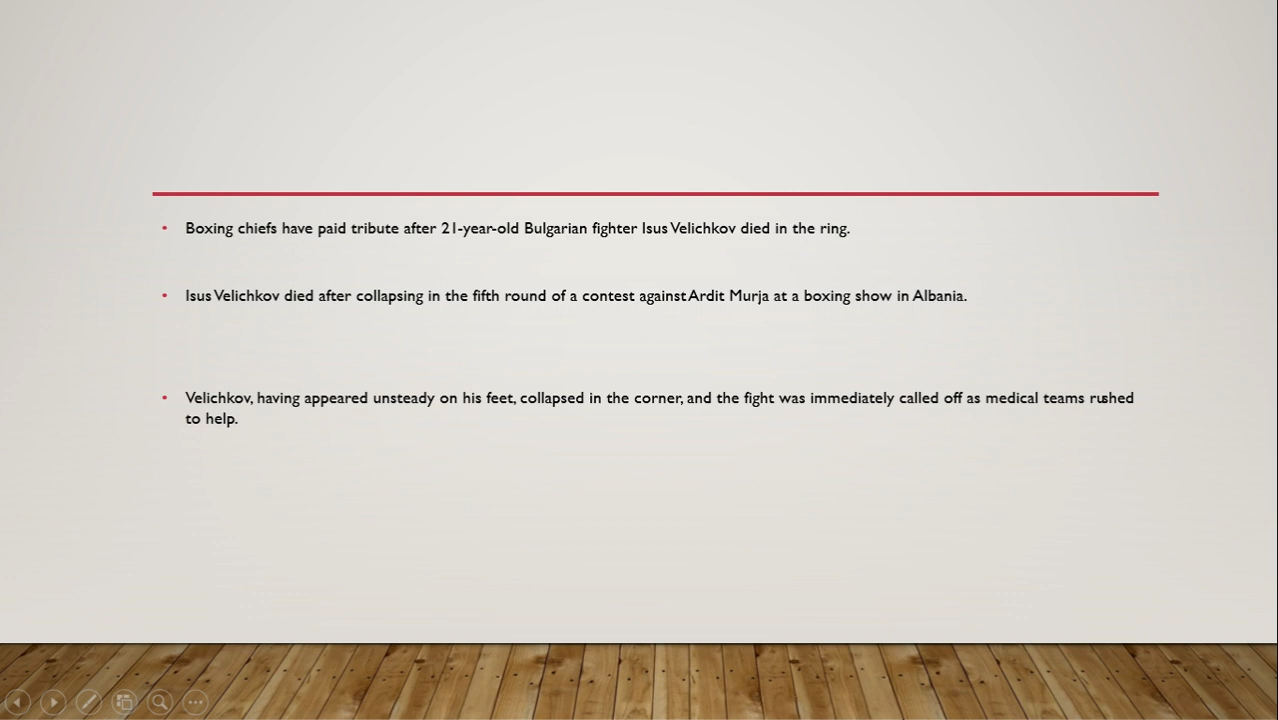 • Boxing chiefs have paid tribute after 21-year-old Bulgarian fighter Isus Velichkov died in the ring.
• Isus Velichkov died after collapsing in the fifth round of a contest against Ardit Murja at a boxing show in Albania.
• Velichkov, having appeared unsteady on his feet, collapsed in the corner, and the fight was immediately called off as medical teams rushed
to help.